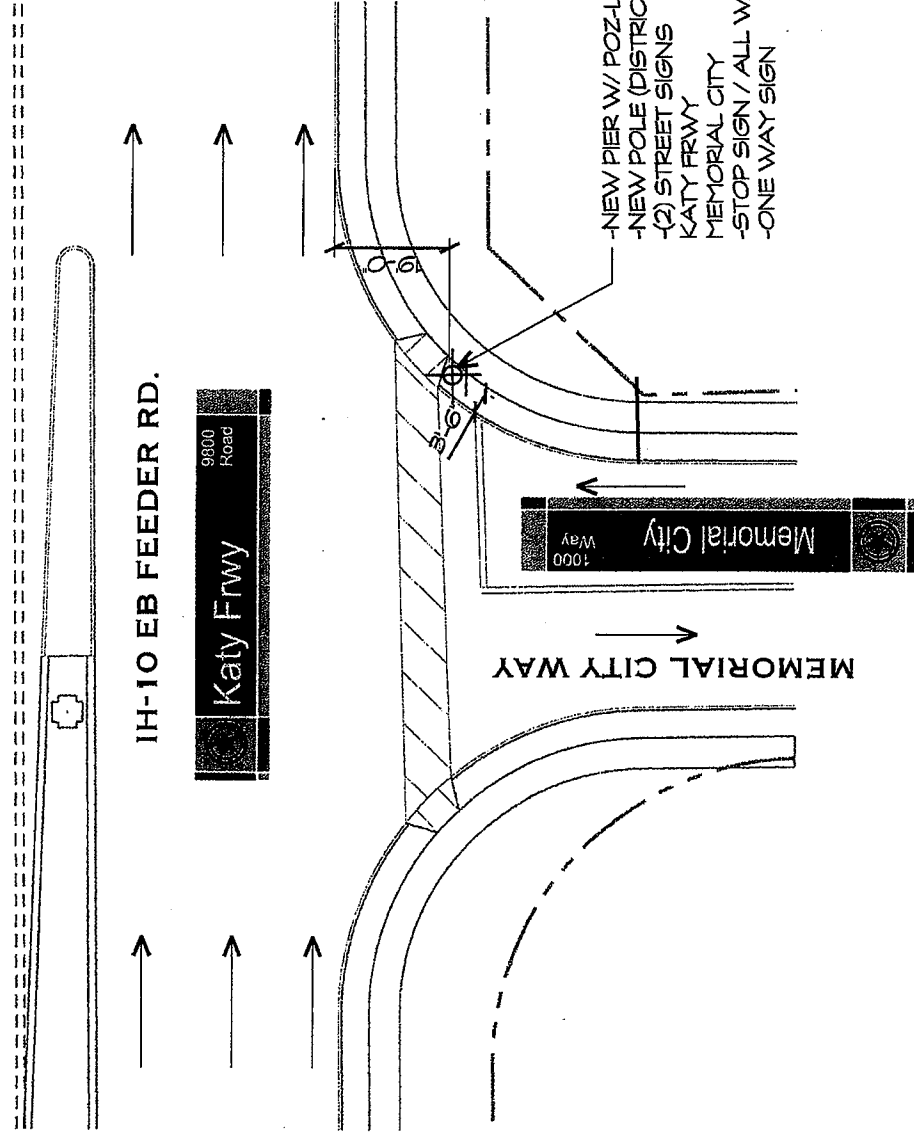 IH-10 EB FEEDER RD.
Katy Frwy
9800
Road
19'-0"
3'-6"
-NEW PIER W/ POZ-L
-NEW POLE (DISTRIC
-(2) STREET SIGNS
KATY FRWY
MEMORIAL CITY
-STOP SIGN / ALL W
-ONE WAY SIGN
Memorial City
1000
Way
MEMORIAL CITY WAY